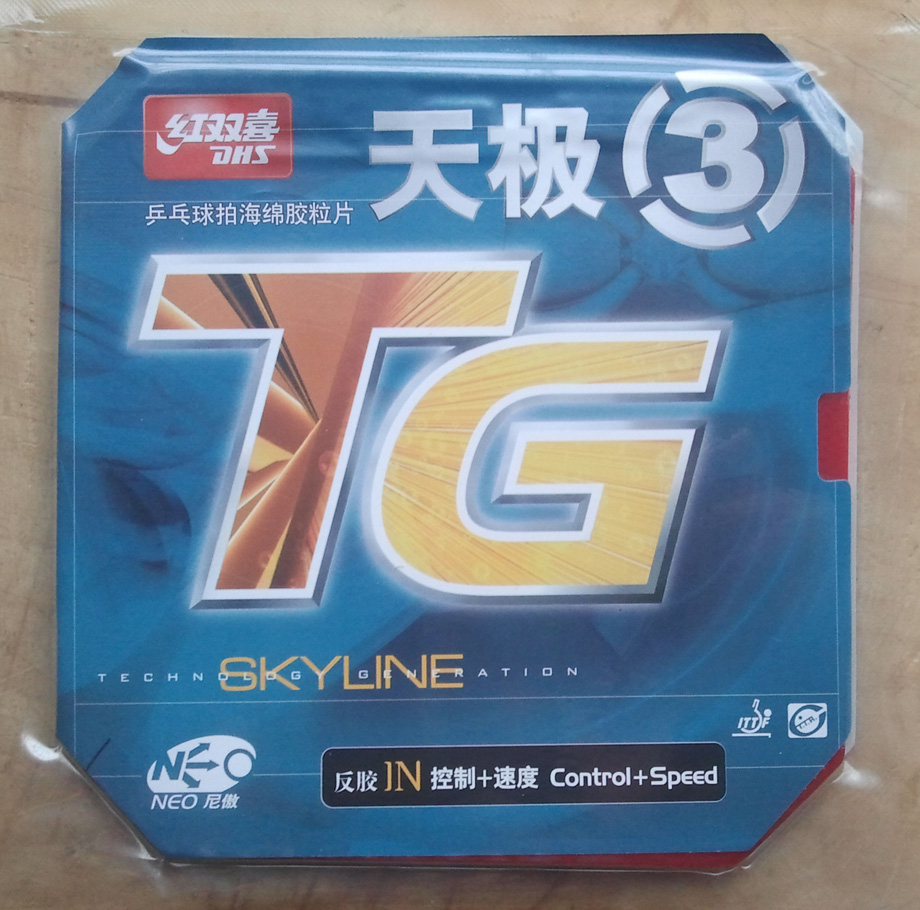 红双喜
DHS
天极 3
乒乓球拍海绵胶粒片
TG
TECHNOLOGY GENERATION
SKYLINE
ITTF
NEO
NEO 尼傲
反胶 IN 控制+速度 Control+Speed